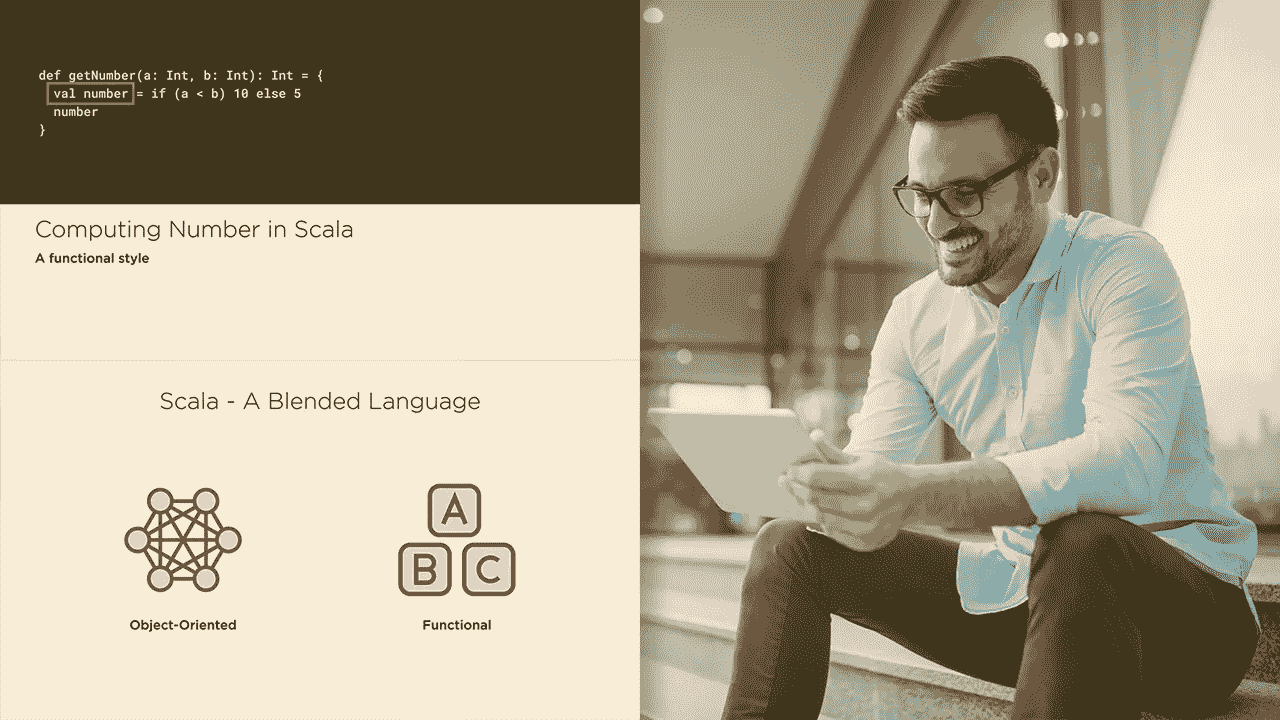 def getNumber(a: Int, b: Int): Int = {
  val number = if (a < b) 10 else 5
  number
}
Computing Number in Scala
A functional style
Scala - A Blended Language
A
B C
Object-Oriented Functional